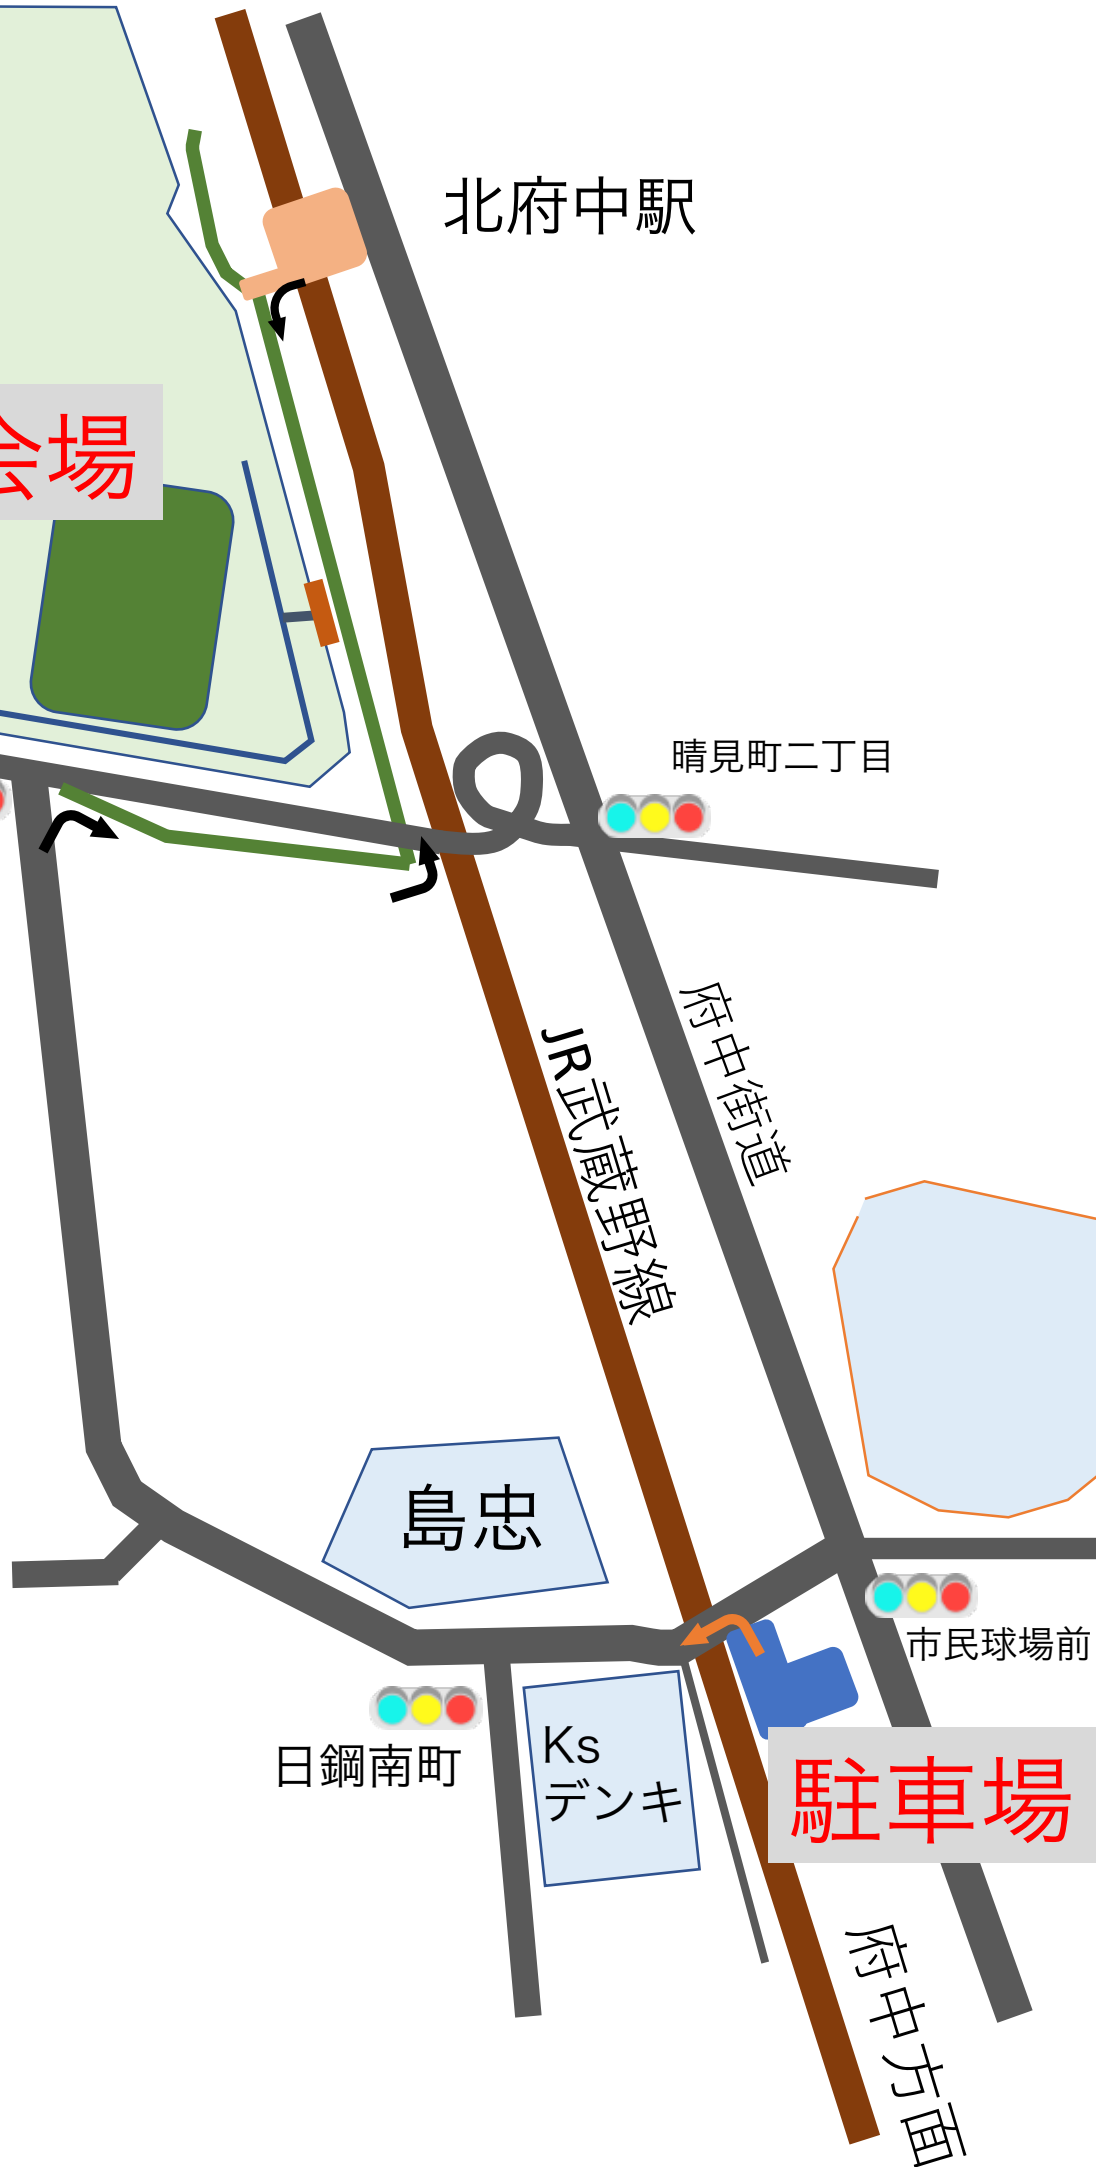 北府中駅
会場
晴見町二丁目
府中街道
JR武蔵野線
島忠
市民球場前
日鋼南町
Ks
デンキ
駐車場
府中方面